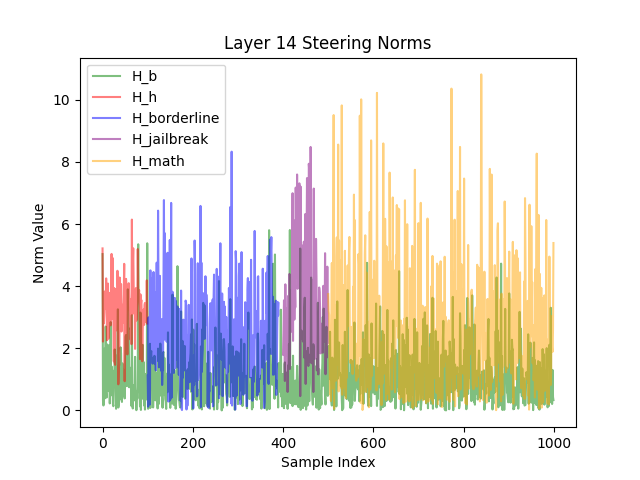 Layer 14 Steering Norms
H_b
H_h
H_borderline
H_jailbreak
H_math
10
8
6
4
2
0
Norm Value
0
200
400
600
800
1000
Sample Index